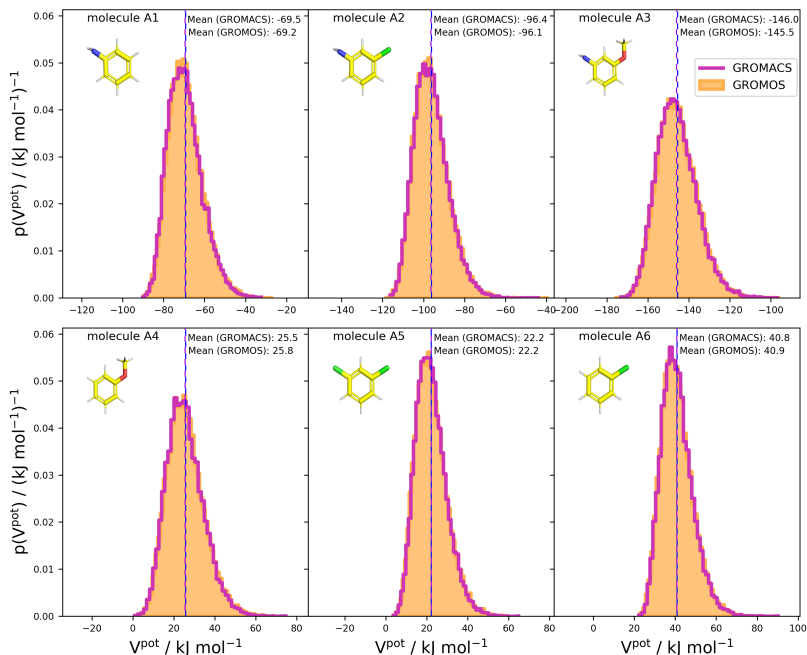 molecule A1
Mean (GROMACS): -69.5
Mean (GROMOS): -69.2
molecule A2
Mean (GROMACS): -96.4
Mean (GROMOS): -96.1
molecule A3
Mean (GROMACS): -146.0
Mean (GROMOS): -145.5
GROMACS
GROMOS
0.06
0.05
0.04
0.03
0.02
0.01
0.00
p(V^pot) / (kJ mol⁻¹)⁻¹
−120 −100 −80 −60 −40 −20
−140 −120 −100 −80 −60 −40
−200 −180 −160 −140 −120 −100
molecule A4
Mean (GROMACS): 25.5
Mean (GROMOS): 25.8
molecule A5
Mean (GROMACS): 22.2
Mean (GROMOS): 22.2
molecule A6
Mean (GROMACS): 40.8
Mean (GROMOS): 40.9
0.06
0.05
0.04
0.03
0.02
0.01
0.00
p(V^pot) / (kJ mol⁻¹)⁻¹
−20 0 20 40 60 80
−20 0 20 40 60 80
0 20 40 60 80 100
V^pot / kJ mol⁻¹
V^pot / kJ mol⁻¹
V^pot / kJ mol⁻¹